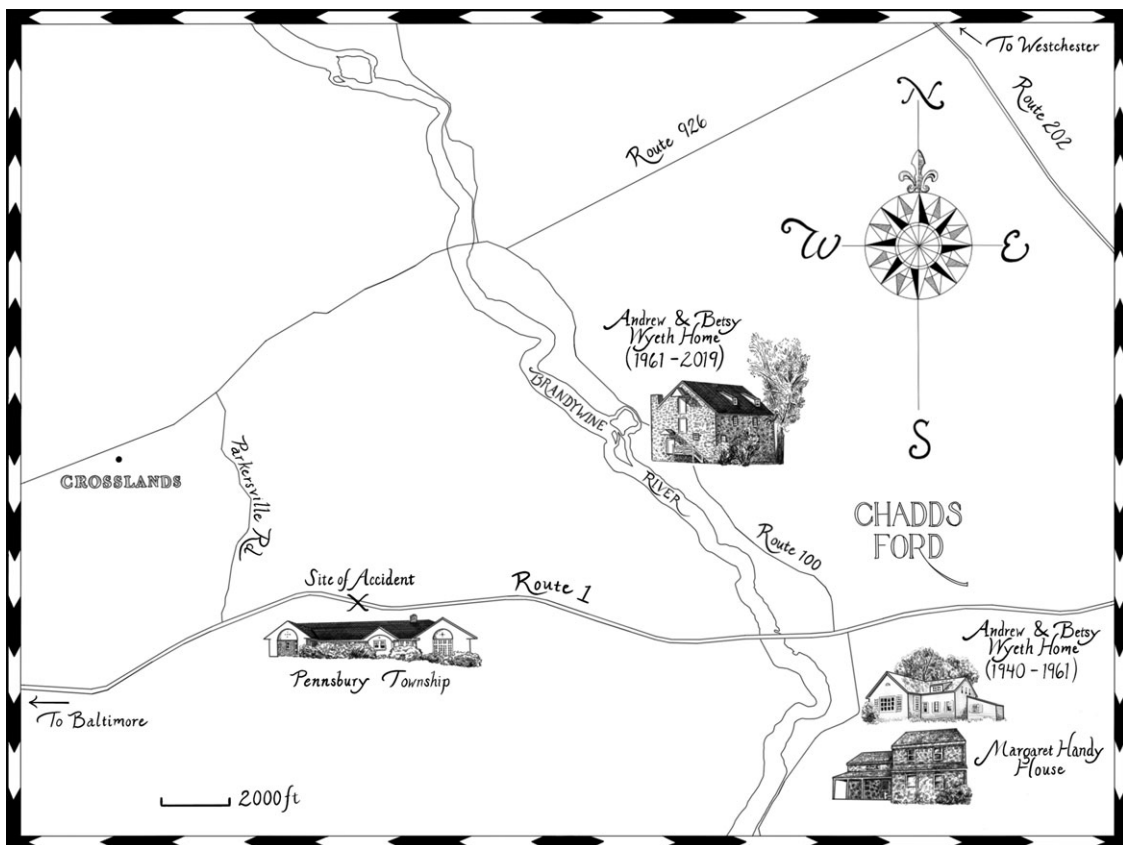 To Westchester
Route 202
Route 926
N
W
E
S
Andrew & Betsy
Wyeth Home
(1961 - 2019)
BRANDYWINE
RIVER
CROSSLANDS
Parkersville Rd
CHADDS
FORD
Route 100
Site of Accident
X
Route 1
Pennsbury Township
To Baltimore
Andrew & Betsy
Wyeth Home
(1940 - 1961)
Margaret Handy
House
2000 ft